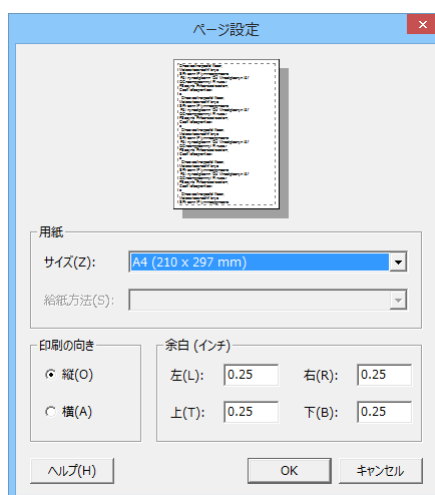 ページ設定
用紙
サイズ(Z): A4 (210 x 297 mm)
給紙方法(S):
印刷の向き
縦(O)
横(A)
余白 (インチ)
左(L): 0.25 右(R): 0.25
上(T): 0.25 下(B): 0.25
ヘルプ(H) OK キャンセル